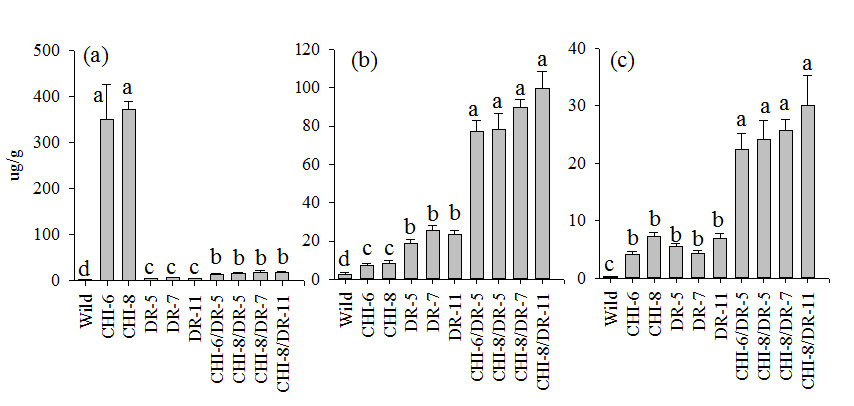 (a)
500
400
300
200
100
0
ug/g
d
a
a
c
c
c
b
b
b
b
Wild
CHI-6
CHI-8
DR-5
DR-7
DR-11
CHI-6/DR-5
CHI-8/DR-5
CHI-8/DR-7
CHI-8/DR-11
(b)
120
100
80
60
40
20
0
d
c
c
b
b
b
a
a
a
a
Wild
CHI-6
CHI-8
DR-5
DR-7
DR-11
CHI-6/DR-5
CHI-8/DR-5
CHI-8/DR-7
CHI-8/DR-11
(c)
40
30
20
10
0
c
b
b
b
b
b
a
a
a
a
Wild
CHI-6
CHI-8
DR-5
DR-7
DR-11
CHI-6/DR-5
CHI-8/DR-5
CHI-8/DR-7
CHI-8/DR-11